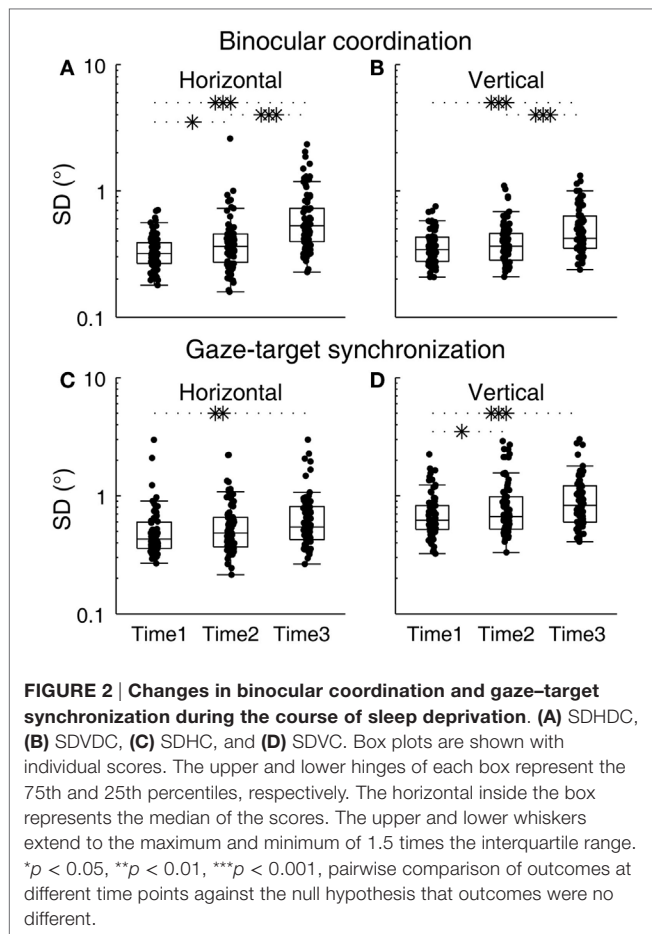 Binocular coordination
A
B
Horizontal
Vertical
10
1
0.1
SD (°)
***
*
***
***
***
Gaze-target synchronization
C
D
Horizontal
Vertical
10
1
0.1
SD (°)
**
***
*
Time1 Time2 Time3 Time1 Time2 Time3
FIGURE 2 | Changes in binocular coordination and gaze–target
synchronization during the course of sleep deprivation. (A) SDHDC,
(B) SDVDC, (C) SDHC, and (D) SDVC. Box plots are shown with
individual scores. The upper and lower hinges of each box represent the
75th and 25th percentiles, respectively. The horizontal inside the box
represents the median of the scores. The upper and lower whiskers
extend to the maximum and minimum of 1.5 times the interquartile range.
*p < 0.05, **p < 0.01, ***p < 0.001, pairwise comparison of outcomes at
different time points against the null hypothesis that outcomes were no
different.